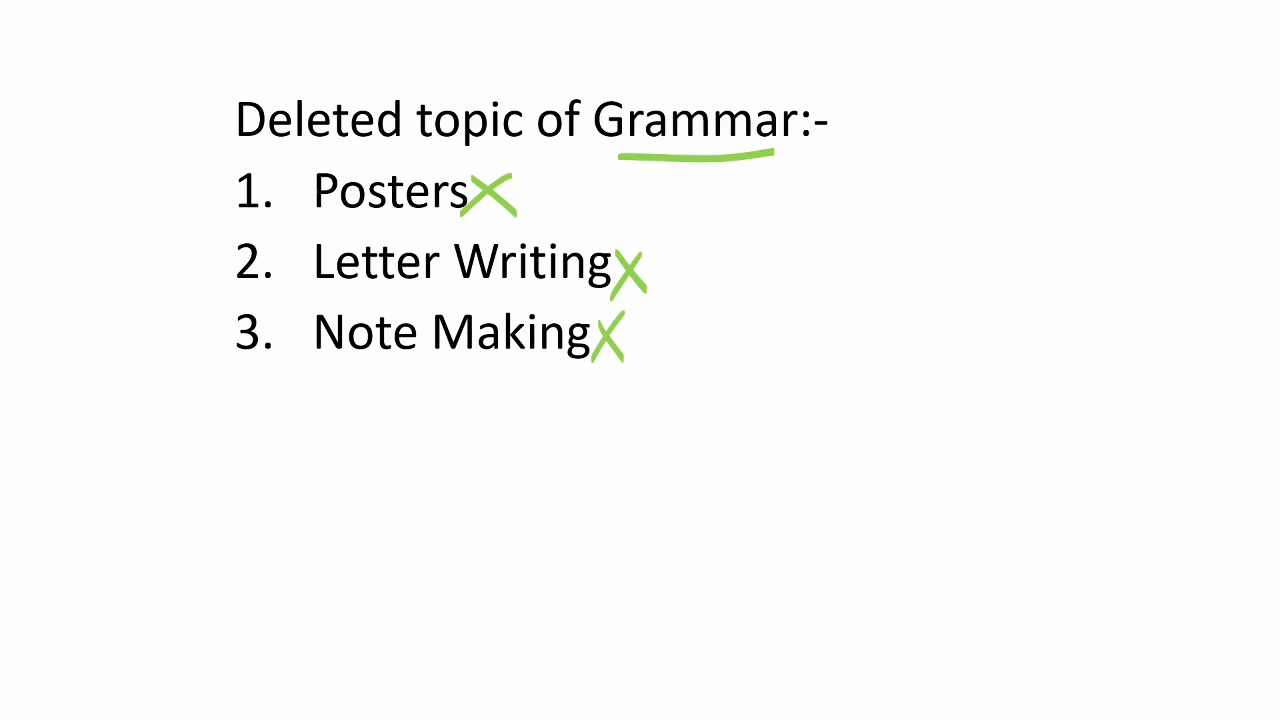 Deleted topic of Grammar:-
1. Posters
2. Letter Writing
3. Note Making